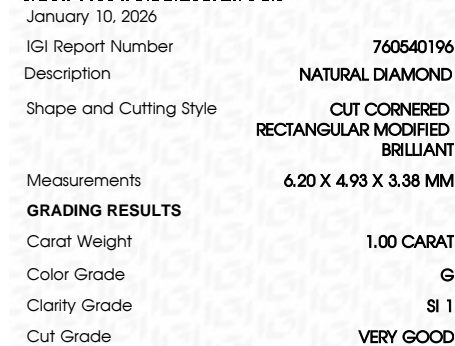 January 10, 2026
IGI Report Number 760540196
Description NATURAL DIAMOND
Shape and Cutting Style CUT CORNERED
RECTANGULAR MODIFIED
BRILLIANT
Measurements 6.20 X 4.93 X 3.38 MM
GRADING RESULTS
Carat Weight 1.00 CARAT
Color Grade G
Clarity Grade SI 1
Cut Grade VERY GOOD